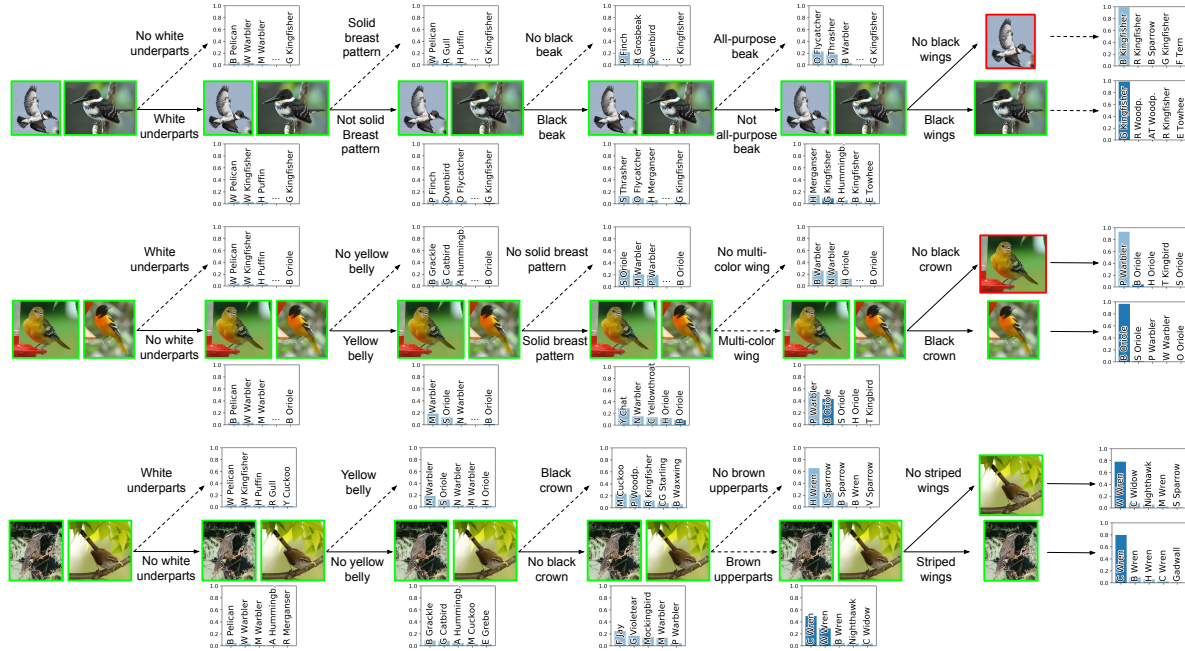 No white
underparts
White
underparts
B Pelican
W Warbler
M Warbler
...
G Kingfisher
W Pelican
W Kingfisher
H Puffin
...
G Kingfisher
Solid
breast
pattern
Not solid
Breast
pattern
W Pelican
R Gull
H Puffin
...
G Kingfisher
P Finch
Ovenbird
O Flycatcher
...
G Kingfisher
No black
beak
Black
beak
P Finch
R Grosbeak
Ovenbird
...
G Kingfisher
S Thrasher
O Flycatcher
H Merganser
...
G Kingfisher
All-purpose
beak
Not
all-purpose
beak
O Flycatcher
S Thrasher
B Warbler
...
G Kingfisher
H Merganser
G Kingfisher
R Hummingb.
B Kingfisher
E Towhee
No black
wings
Black
wings
B Kingfisher
R Kingfisher
B Sparrow
G Kingfisher
F Fern
G Kingfisher
R Woodp.
AT Woodp.
R Kingfisher
E Towhee
White
underparts
No white
underparts
W Pelican
W Kingfisher
H Puffin
...
B Oriole
B Pelican
W Warbler
M Warbler
...
B Oriole
No yellow
belly
Yellow
belly
B Grackle
G Catbird
A Hummingb.
...
B Oriole
M Warbler
S Oriole
N Warbler
...
B Oriole
No solid breast
pattern
Solid breast
pattern
S Oriole
M Warbler
P Warbler
...
B Oriole
Y Chat
N Warbler
C Yellowthroat
H Oriole
B Oriole
No multi-
color wing
Multi-color
wing
B Warbler
N Warbler
H Oriole
...
B Oriole
P Warbler
B Oriole
S Oriole
H Oriole
T Kingbird
No black
crown
Black
crown
P Warbler
B Oriole
H Oriole
T Kingbird
S Oriole
B Oriole
S Oriole
P Warbler
W Warbler
O Oriole
White
underparts
No white
underparts
W Pelican
W Kingfisher
H Puffin
R Gull
Y Cuckoo
B Pelican
W Warbler
M Warbler
A Hummingb.
R Merganser
Yellow
belly
No yellow
belly
M Warbler
S Oriole
N Warbler
M Warbler
H Oriole
B Grackle
G Catbird
A Hummingb.
M Cuckoo
E Grebe
Black
crown
No black
crown
M Cuckoo
P Woodp.
R Kingfisher
CG Starling
B Waxwing
F Jay
G Violetear
Mockingbird
M Warbler
P Warbler
No brown
upperparts
Brown
upperparts
H Wren
L Sparrow
B Sparrow
B Wren
V Sparrow
C Wren
W Wren
B Wren
Nighthawk
C Widow
No striped
wings
Striped
wings
W Wren
C Widow
Nighthawk
M Wren
S Sparrow
C Wren
B Wren
H Wren
C Wren
Gadwall